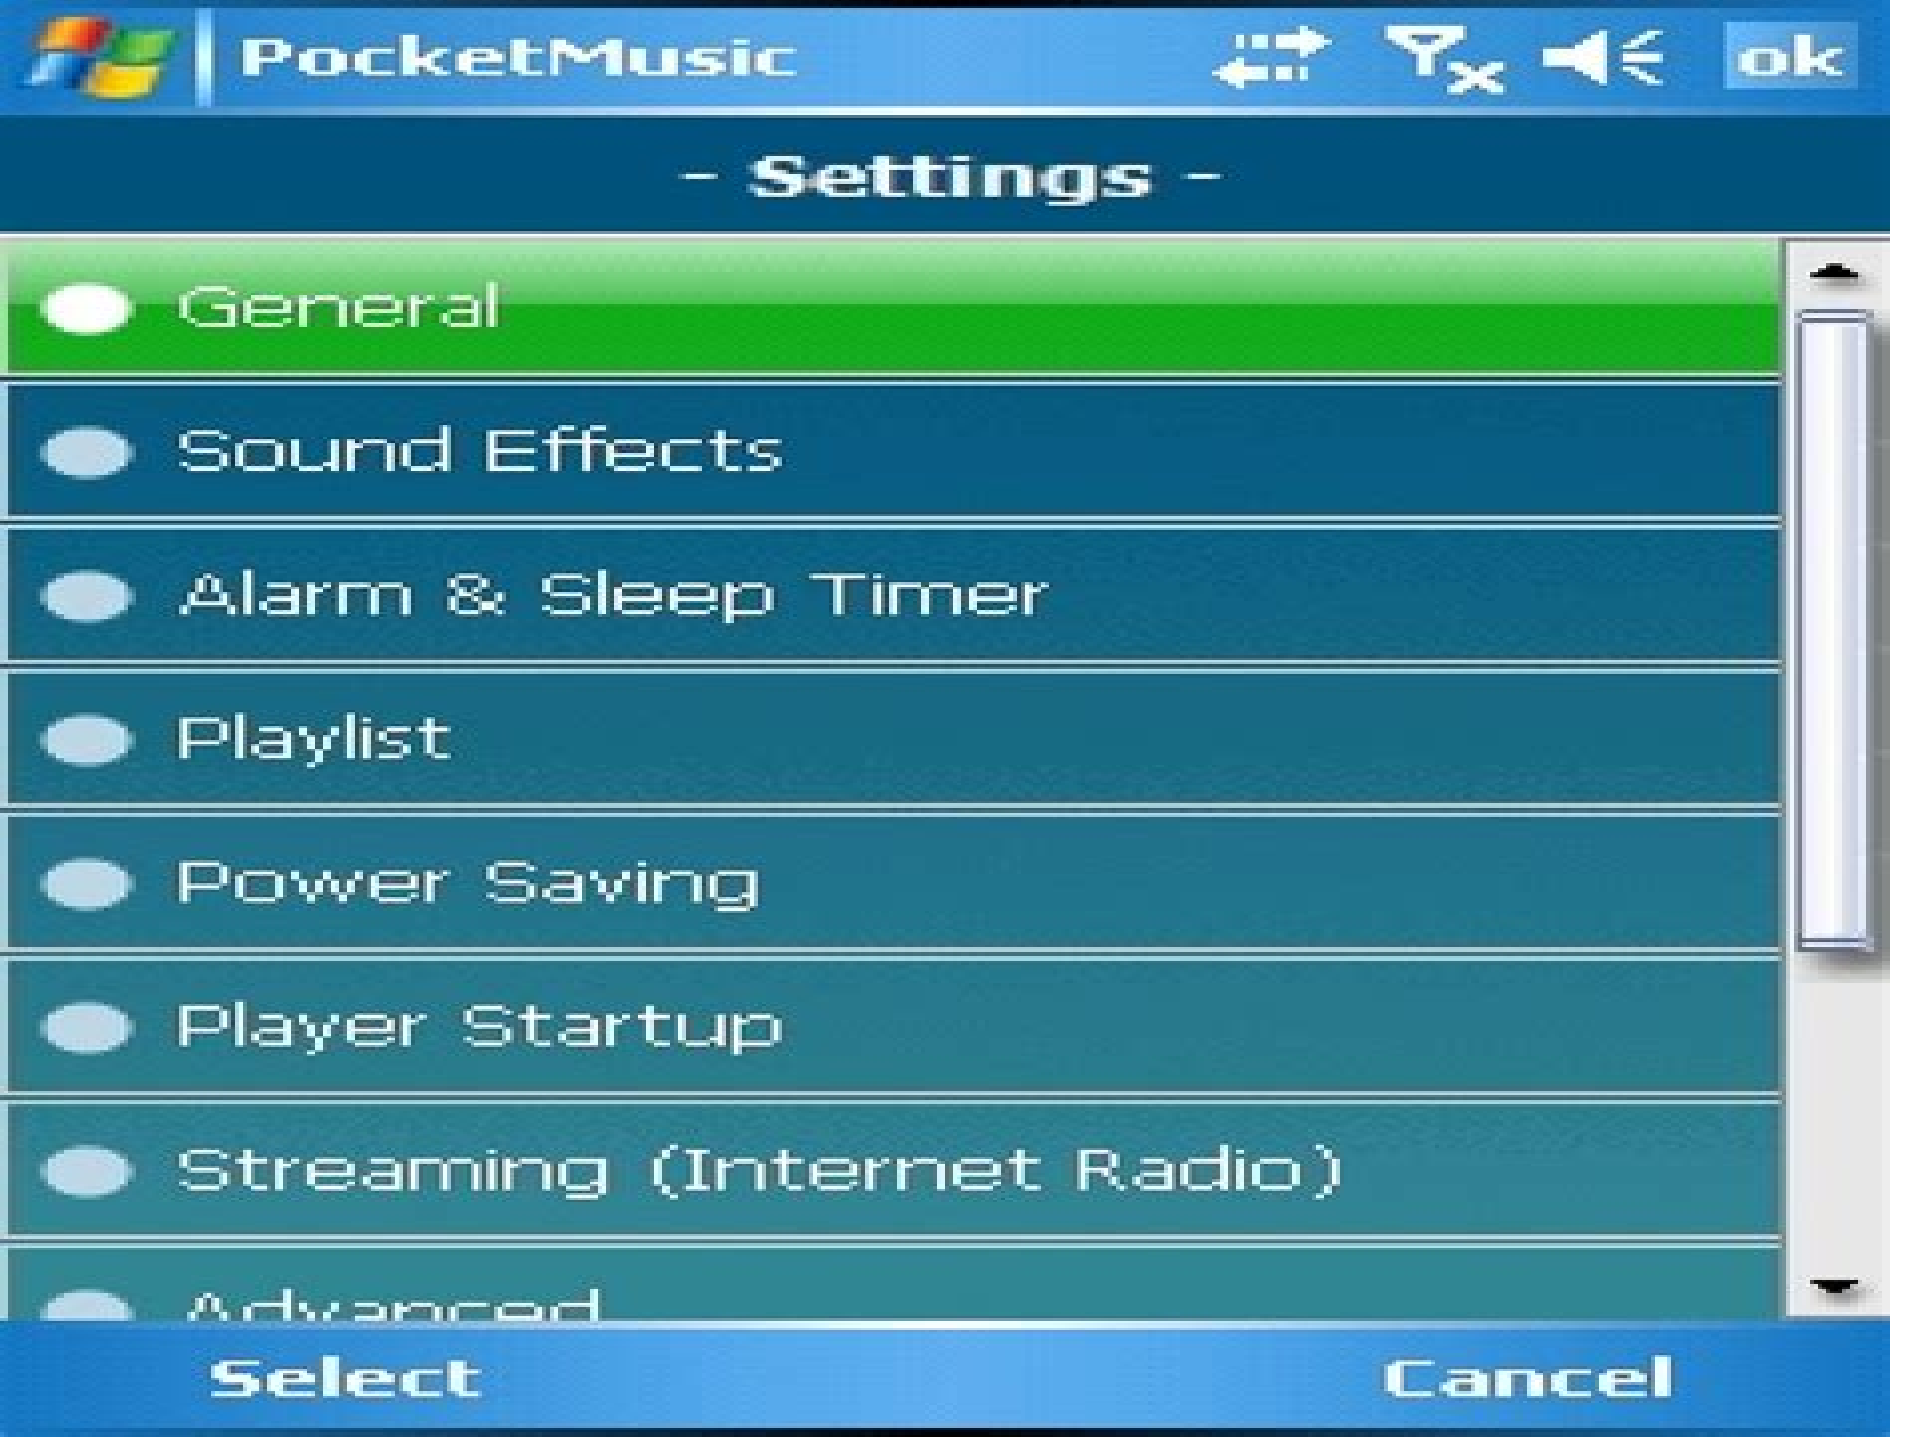 PocketMusic ok
- Settings -
General
Sound Effects
Alarm & Sleep Timer
Playlist
Power Saving
Player Startup
Streaming (Internet Radio)
Advanced
Select Cancel